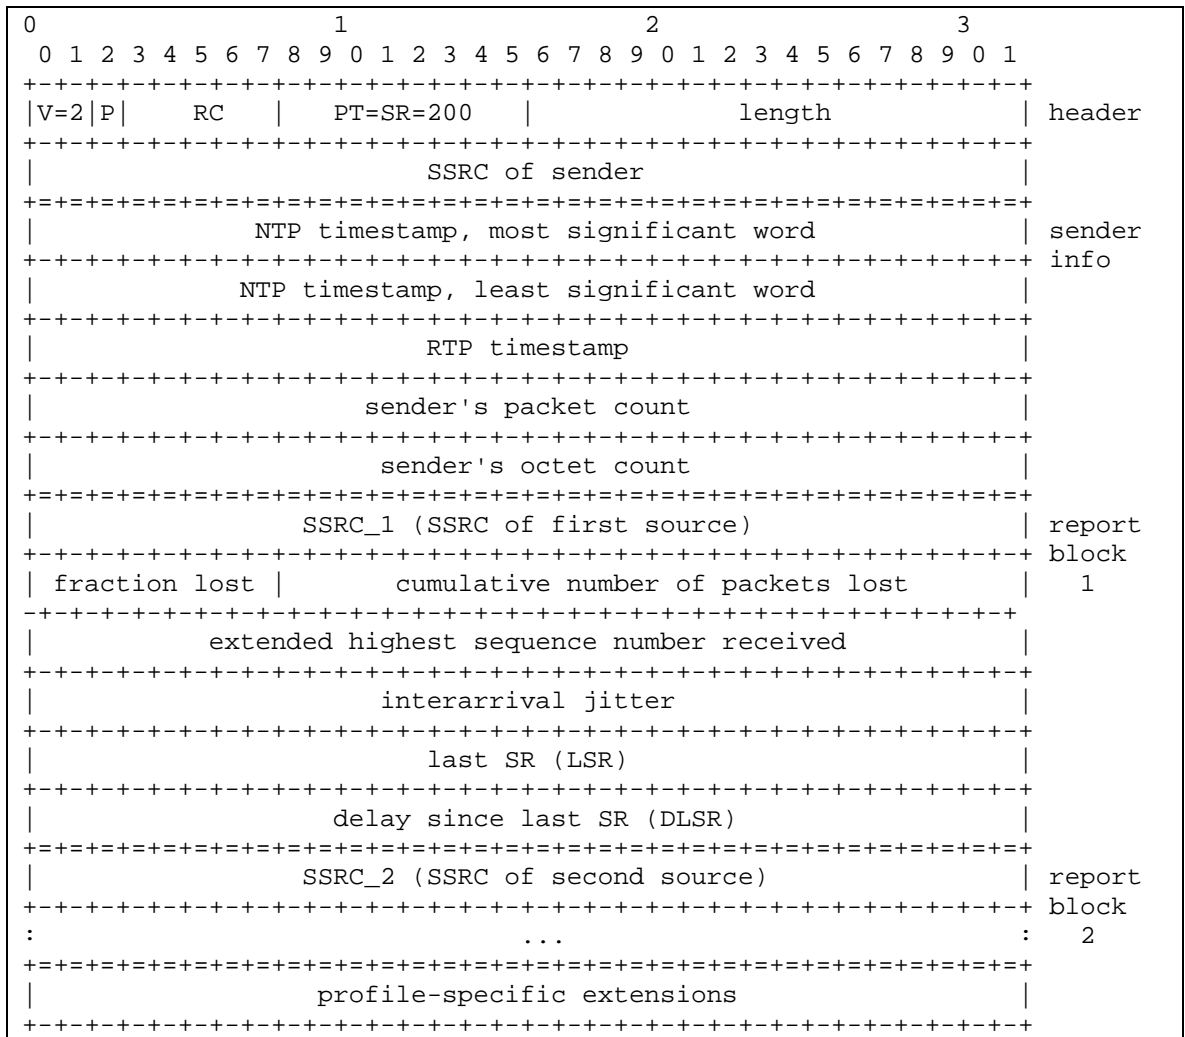 0                   1                   2                   3
 0 1 2 3 4 5 6 7 8 9 0 1 2 3 4 5 6 7 8 9 0 1 2 3 4 5 6 7 8 9 0 1
+-+-+-+-+-+-+-+-+-+-+-+-+-+-+-+-+-+-+-+-+-+-+-+-+-+-+-+-+-+-+-+-+
|V=2|P|    RC   |   PT=SR=200   |             length            | header
+-+-+-+-+-+-+-+-+-+-+-+-+-+-+-+-+-+-+-+-+-+-+-+-+-+-+-+-+-+-+-+-+
|                         SSRC of sender                        |
+=+=+=+=+=+=+=+=+=+=+=+=+=+=+=+=+=+=+=+=+=+=+=+=+=+=+=+=+=+=+=+=+
|              NTP timestamp, most significant word             | sender
+-+-+-+-+-+-+-+-+-+-+-+-+-+-+-+-+-+-+-+-+-+-+-+-+-+-+-+-+-+-+-+-+ info
|             NTP timestamp, least significant word             |
+-+-+-+-+-+-+-+-+-+-+-+-+-+-+-+-+-+-+-+-+-+-+-+-+-+-+-+-+-+-+-+-+
|                         RTP timestamp                         |
+-+-+-+-+-+-+-+-+-+-+-+-+-+-+-+-+-+-+-+-+-+-+-+-+-+-+-+-+-+-+-+-+
|                     sender's packet count                     |
+-+-+-+-+-+-+-+-+-+-+-+-+-+-+-+-+-+-+-+-+-+-+-+-+-+-+-+-+-+-+-+-+
|                      sender's octet count                     |
+=+=+=+=+=+=+=+=+=+=+=+=+=+=+=+=+=+=+=+=+=+=+=+=+=+=+=+=+=+=+=+=+
|                 SSRC_1 (SSRC of first source)                 | report
+-+-+-+-+-+-+-+-+-+-+-+-+-+-+-+-+-+-+-+-+-+-+-+-+-+-+-+-+-+-+-+-+ block
| fraction lost |       cumulative number of packets lost       |   1
-+-+-+-+-+-+-+-+-+-+-+-+-+-+-+-+-+-+-+-+-+-+-+-+-+-+-+-+-+-+-+-+
|           extended highest sequence number received           |
+-+-+-+-+-+-+-+-+-+-+-+-+-+-+-+-+-+-+-+-+-+-+-+-+-+-+-+-+-+-+-+-+
|                      interarrival jitter                      |
+-+-+-+-+-+-+-+-+-+-+-+-+-+-+-+-+-+-+-+-+-+-+-+-+-+-+-+-+-+-+-+-+
|                         last SR (LSR)                         |
+-+-+-+-+-+-+-+-+-+-+-+-+-+-+-+-+-+-+-+-+-+-+-+-+-+-+-+-+-+-+-+-+
|                   delay since last SR (DLSR)                  |
+=+=+=+=+=+=+=+=+=+=+=+=+=+=+=+=+=+=+=+=+=+=+=+=+=+=+=+=+=+=+=+=+
|                 SSRC_2 (SSRC of second source)                | report
+-+-+-+-+-+-+-+-+-+-+-+-+-+-+-+-+-+-+-+-+-+-+-+-+-+-+-+-+-+-+-+-+ block
:                               ...                             :   2
+=+=+=+=+=+=+=+=+=+=+=+=+=+=+=+=+=+=+=+=+=+=+=+=+=+=+=+=+=+=+=+=+
|                  profile-specific extensions                  |
+-+-+-+-+-+-+-+-+-+-+-+-+-+-+-+-+-+-+-+-+-+-+-+-+-+-+-+-+-+-+-+-+